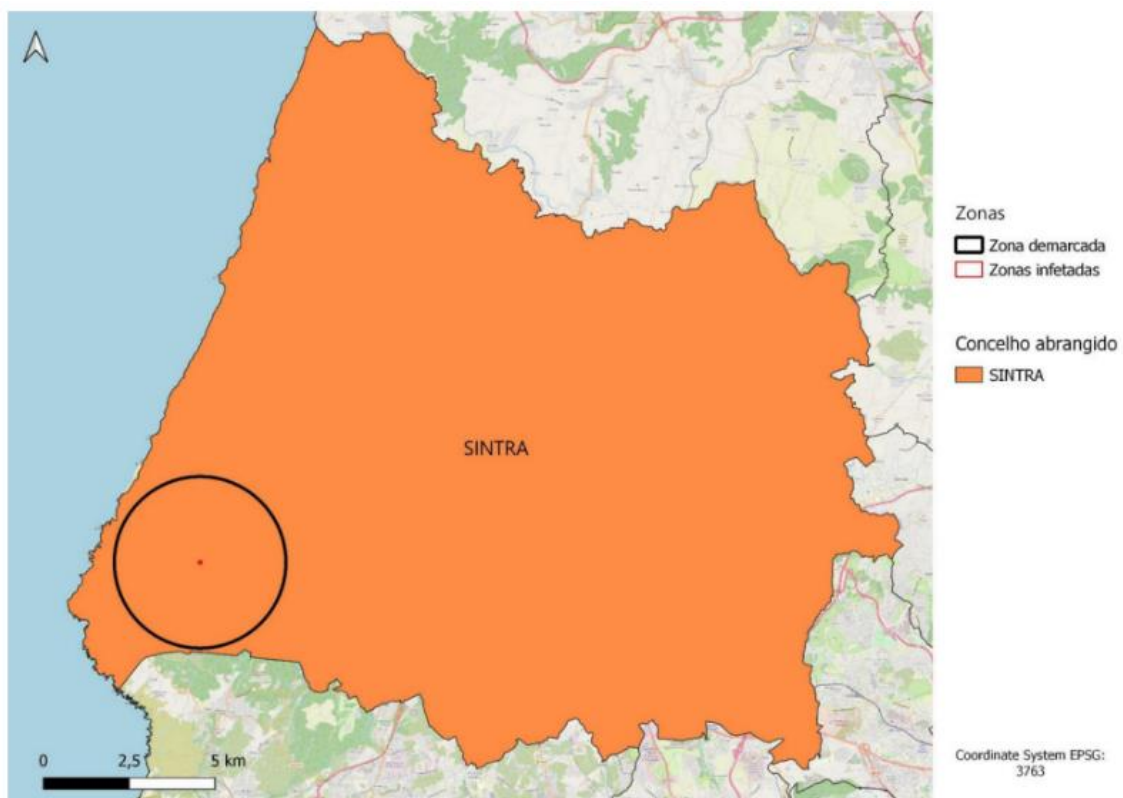 SINTRA
0 2,5 5 km
Zonas
Zona demarcada
Zonas infetadas
Concelho abrangido
SINTRA
Coordinate System EPSG:
3763